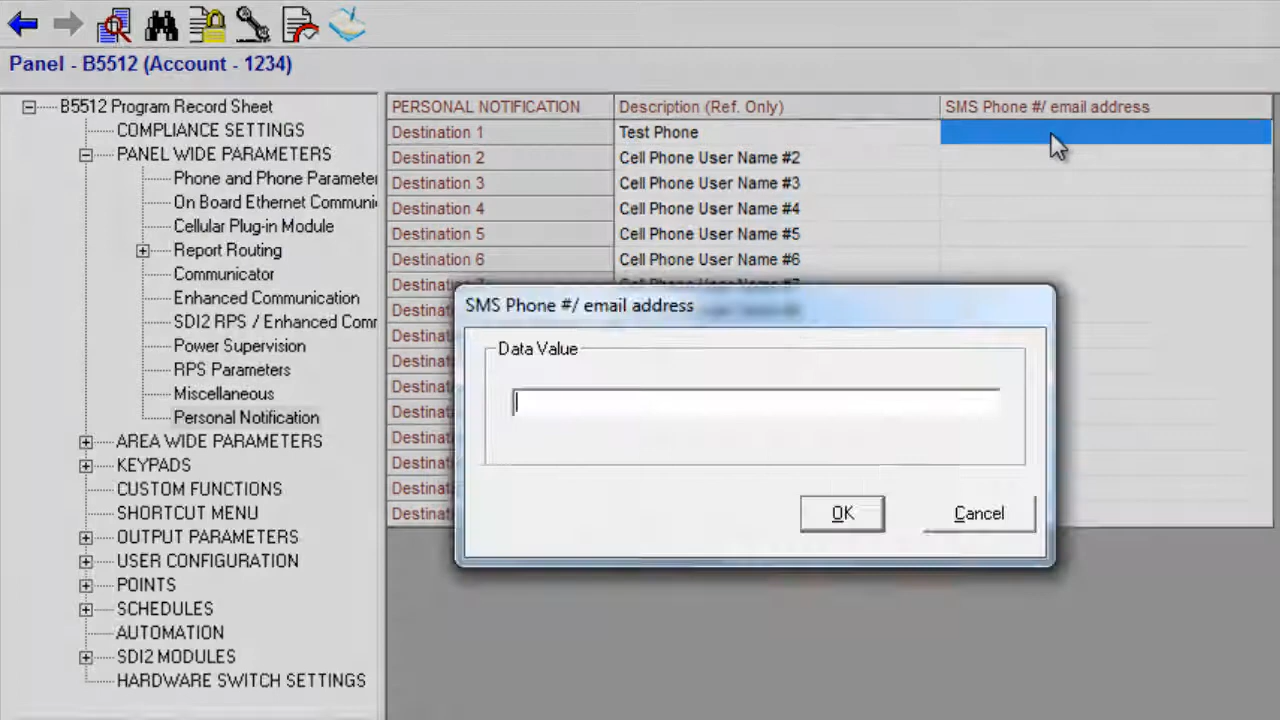 Panel - B5512 (Account - 1234)
B5512 Program Record Sheet
COMPLIANCE SETTINGS
PANEL WIDE PARAMETERS
Phone and Phone Parameter
On Board Ethernet Communi
Cellular Plug-in Module
Report Routing
Communicator
Enhanced Communication
SDI2 RPS / Enhanced Comm
Power Supervision
RPS Parameters
Miscellaneous
Personal Notification
AREA WIDE PARAMETERS
KEYPADS
CUSTOM FUNCTIONS
SHORTCUT MENU
OUTPUT PARAMETERS
USER CONFIGURATION
POINTS
SCHEDULES
AUTOMATION
SDI2 MODULES
HARDWARE SWITCH SETTINGS
PERSONAL NOTIFICATION Description (Ref. Only) SMS Phone #/ email address
Destination 1 Test Phone
Destination 2 Cell Phone User Name #2
Destination 3 Cell Phone User Name #3
Destination 4 Cell Phone User Name #4
Destination 5 Cell Phone User Name #5
Destination 6 Cell Phone User Name #6
SMS Phone #/ email address
Data Value
OK Cancel